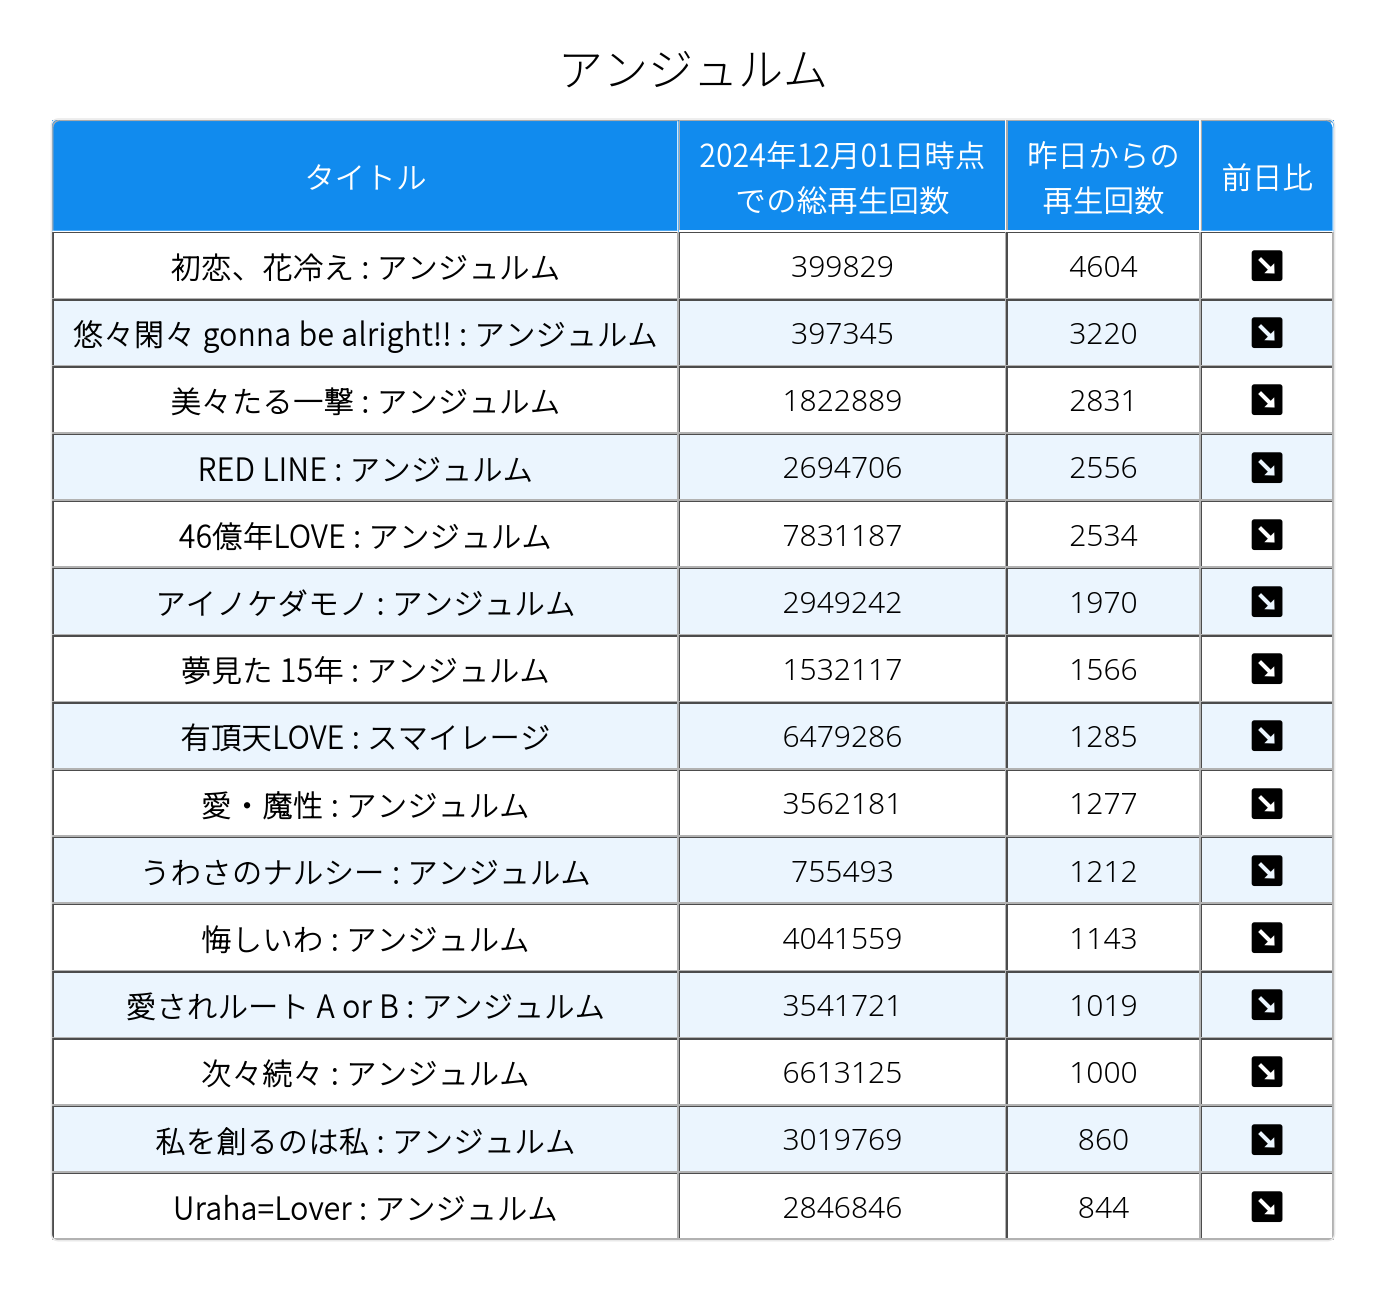 アンジュルム
タイトル 2024年12月01日時点での総再生回数 昨日からの再生回数 前日比
初恋、花冷え : アンジュルム 399829 4604 ↘
悠々閑々 gonna be alright!! : アンジュルム 397345 3220 ↘
美々たる一撃 : アンジュルム 1822889 2831 ↘
RED LINE : アンジュルム 2694706 2556 ↘
46億年LOVE : アンジュルム 7831187 2534 ↘
アイノケダモノ : アンジュルム 2949242 1970 ↘
夢見た 15年 : アンジュルム 1532117 1566 ↘
有頂天LOVE : スマイレージ 6479286 1285 ↘
愛・魔性 : アンジュルム 3562181 1277 ↘
うわさのナルシー : アンジュルム 755493 1212 ↘
悔しいわ : アンジュルム 4041559 1143 ↘
愛されルート A or B : アンジュルム 3541721 1019 ↘
次々続々 : アンジュルム 6613125 1000 ↘
私を創るのは私 : アンジュルム 3019769 860 ↘
Uraha=Lover : アンジュルム 2846846 844 ↘